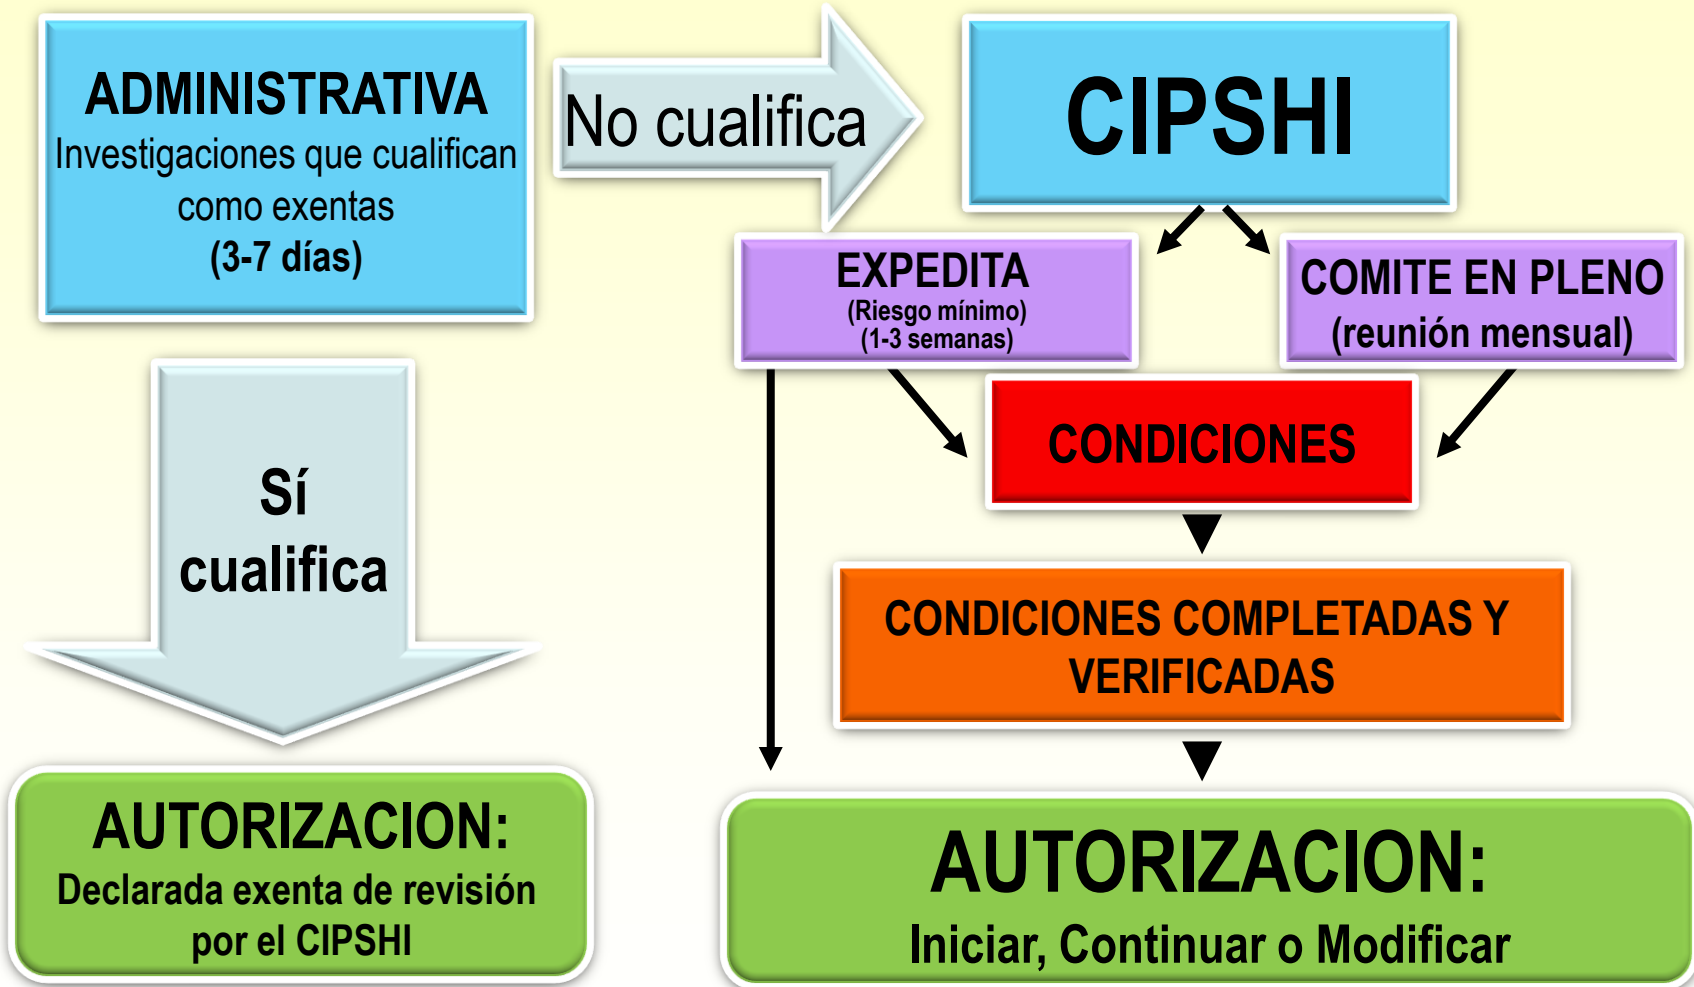 ADMINISTRATIVA
Investigaciones que cualifican
como exentas
(3-7 días)
No cualifica
CIPSHI
EXPEDITA
(Riesgo mínimo)
(1-3 semanas)
COMITE EN PLENO
(reunión mensual)
CONDICIONES
Sí
cualifica
CONDICIONES COMPLETADAS Y
VERIFICADAS
AUTORIZACION:
Declarada exenta de revisión
por el CIPSHI
AUTORIZACION:
Iniciar, Continuar o Modificar